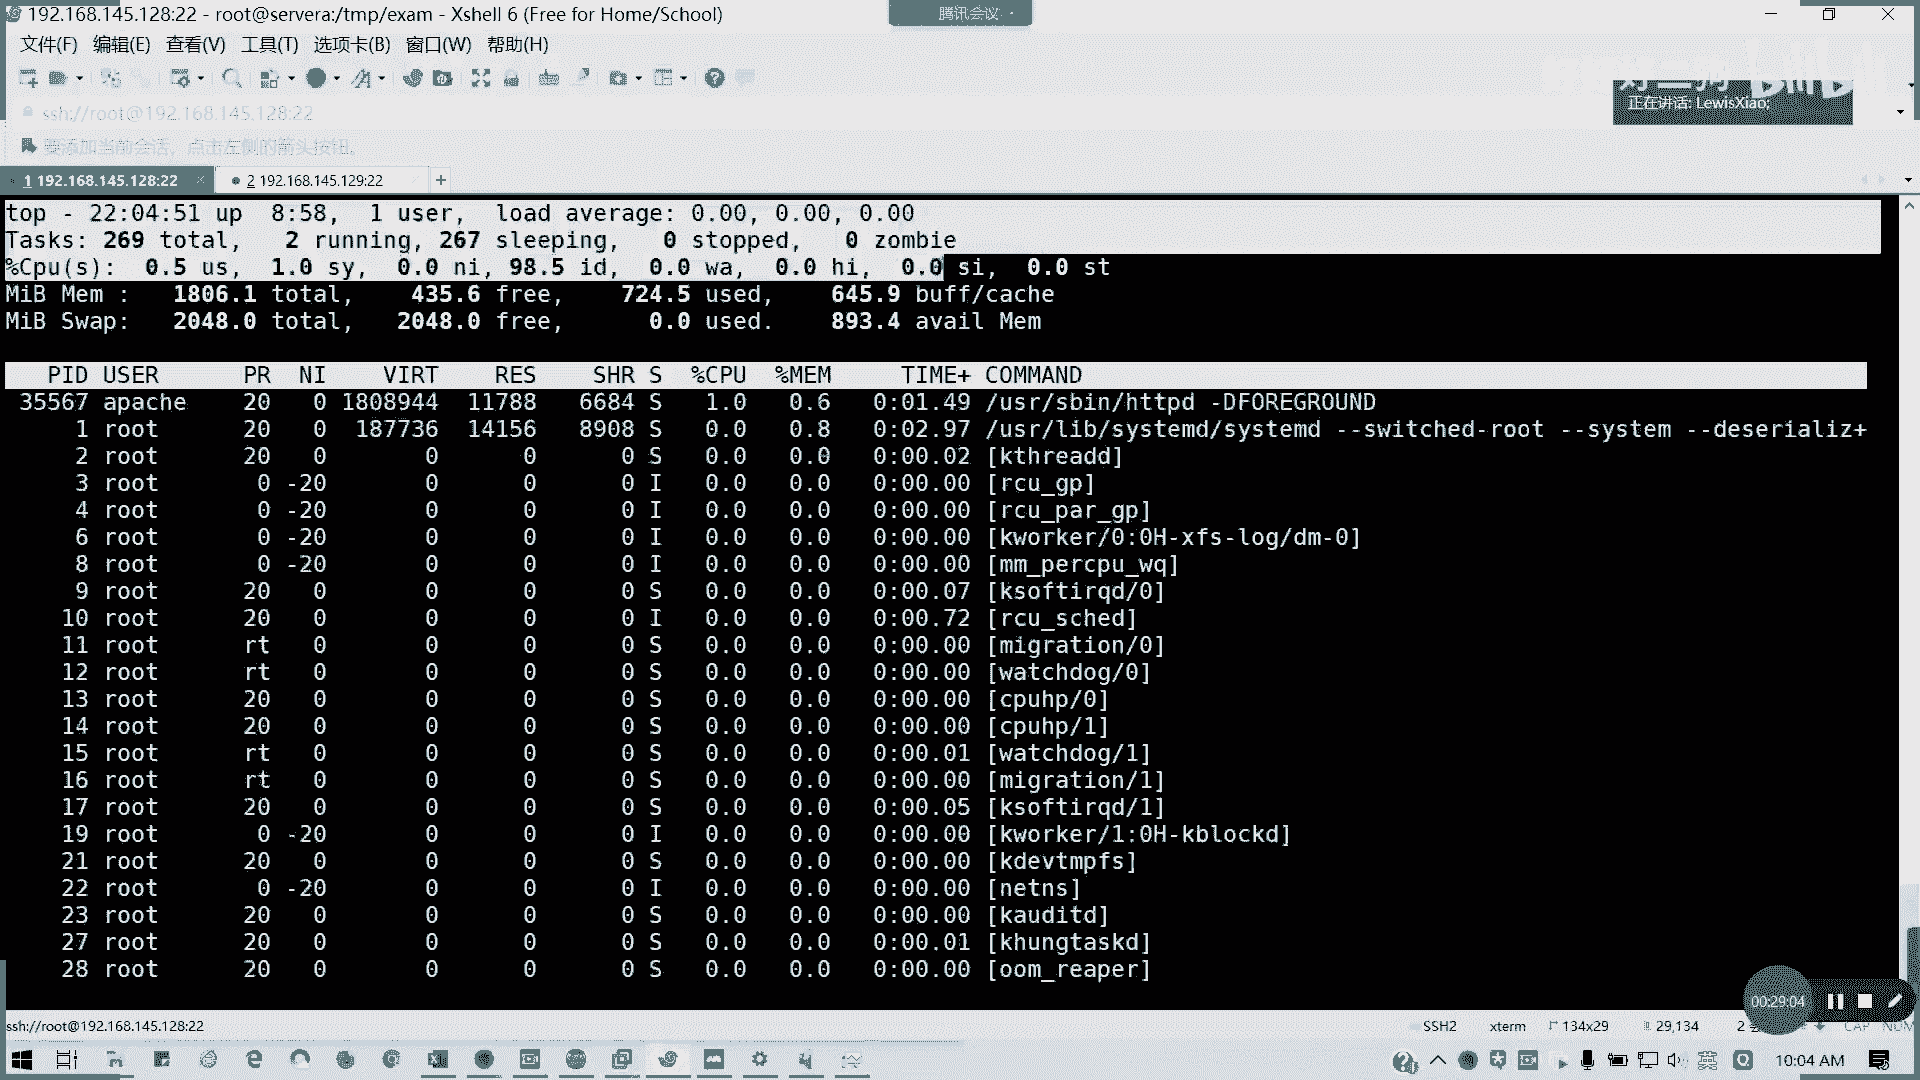 192.168.145.128:22 - root@servera:/tmp/exam - Xshell 6 (Free for Home/School)
腾讯会议
文件(F) 编辑(E) 查看(V) 工具(T) 选项卡(B) 窗口(W) 帮助(H)
正在讲话: LewisXiao;
ssh://root@192.168.145.128:22
要添加当前会话，点击左侧的箭头按钮。
1 192.168.145.128:22
2 192.168.145.129:22
top - 22:04:51 up  8:58,  1 user,  load average: 0.00, 0.00, 0.00
Tasks: 269 total,   2 running, 267 sleeping,   0 stopped,   0 zombie
%Cpu(s):  0.5 us,  1.0 sy,  0.0 ni, 98.5 id,  0.0 wa,  0.0 hi,  0.0 si,  0.0 st
MiB Mem :   1806.1 total,    435.6 free,    724.5 used,    645.9 buff/cache
MiB Swap:   2048.0 total,   2048.0 free,      0.0 used.    893.4 avail Mem
PID USER      PR  NI    VIRT    RES    SHR S  %CPU  %MEM     TIME+ COMMAND
35567 apache    20   0 1808944  11788   6684 S   1.0   0.6   0:01.49 /usr/sbin/httpd -DFOREGROUND
1 root      20   0  187736  14156   8908 S   0.0   0.8   0:02.97 /usr/lib/systemd/systemd --switched-root --system --deserializ+
2 root      20   0       0      0      0 S   0.0   0.0   0:00.02 [kthreadd]
3 root       0 -20       0      0      0 I   0.0   0.0   0:00.00 [rcu_gp]
4 root       0 -20       0      0      0 I   0.0   0.0   0:00.00 [rcu_par_gp]
6 root       0 -20       0      0      0 I   0.0   0.0   0:00.00 [kworker/0:0H-xfs-log/dm-0]
8 root       0 -20       0      0      0 I   0.0   0.0   0:00.00 [mm_percpu_wq]
9 root      20   0       0      0      0 S   0.0   0.0   0:00.07 [ksoftirqd/0]
10 root      20   0       0      0      0 I   0.0   0.0   0:00.72 [rcu_sched]
11 root      rt   0       0      0      0 S   0.0   0.0   0:00.00 [migration/0]
12 root      rt   0       0      0      0 S   0.0   0.0   0:00.00 [watchdog/0]
13 root      20   0       0      0      0 S   0.0   0.0   0:00.00 [cpuhp/0]
14 root      20   0       0      0      0 S   0.0   0.0   0:00.00 [cpuhp/1]
15 root      rt   0       0      0      0 S   0.0   0.0   0:00.01 [watchdog/1]
16 root      rt   0       0      0      0 S   0.0   0.0   0:00.00 [migration/1]
17 root      20   0       0      0      0 S   0.0   0.0   0:00.05 [ksoftirqd/1]
19 root       0 -20       0      0      0 I   0.0   0.0   0:00.00 [kworker/1:0H-kblockd]
21 root      20   0       0      0      0 S   0.0   0.0   0:00.00 [kdevtmpfs]
22 root       0 -20       0      0      0 I   0.0   0.0   0:00.00 [netns]
23 root      20   0       0      0      0 S   0.0   0.0   0:00.00 [kauditd]
27 root      20   0       0      0      0 S   0.0   0.0   0:00.01 [khungtaskd]
28 root      20   0       0      0      0 S   0.0   0.0   0:00.00 [oom_reaper]
00:29:04
ssh://root@192.168.145.128:22 SSH2 xterm 134x29 29,134 2 CAP NUM
英 10:04 AM